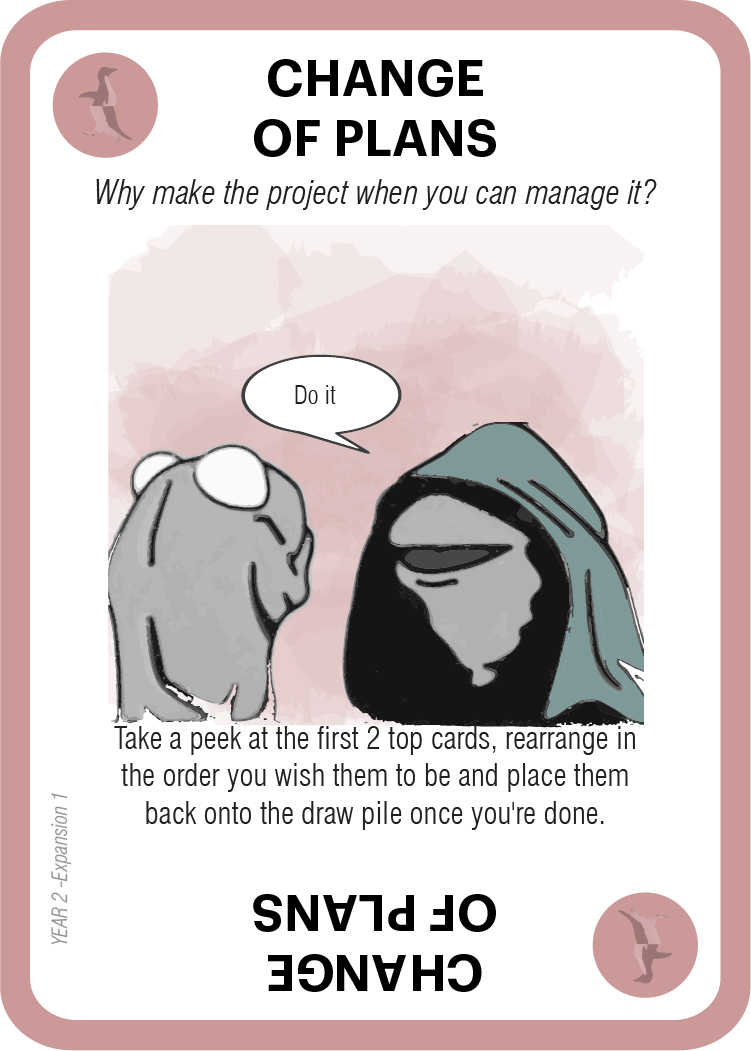 CHANGE
OF PLANS
Why make the project when you can manage it?
Do it
Take a peek at the first 2 top cards, rearrange in
the order you wish them to be and place them
back onto the draw pile once you're done.
YEAR 2 -Expansion 1
CHANGE
OF PLANS